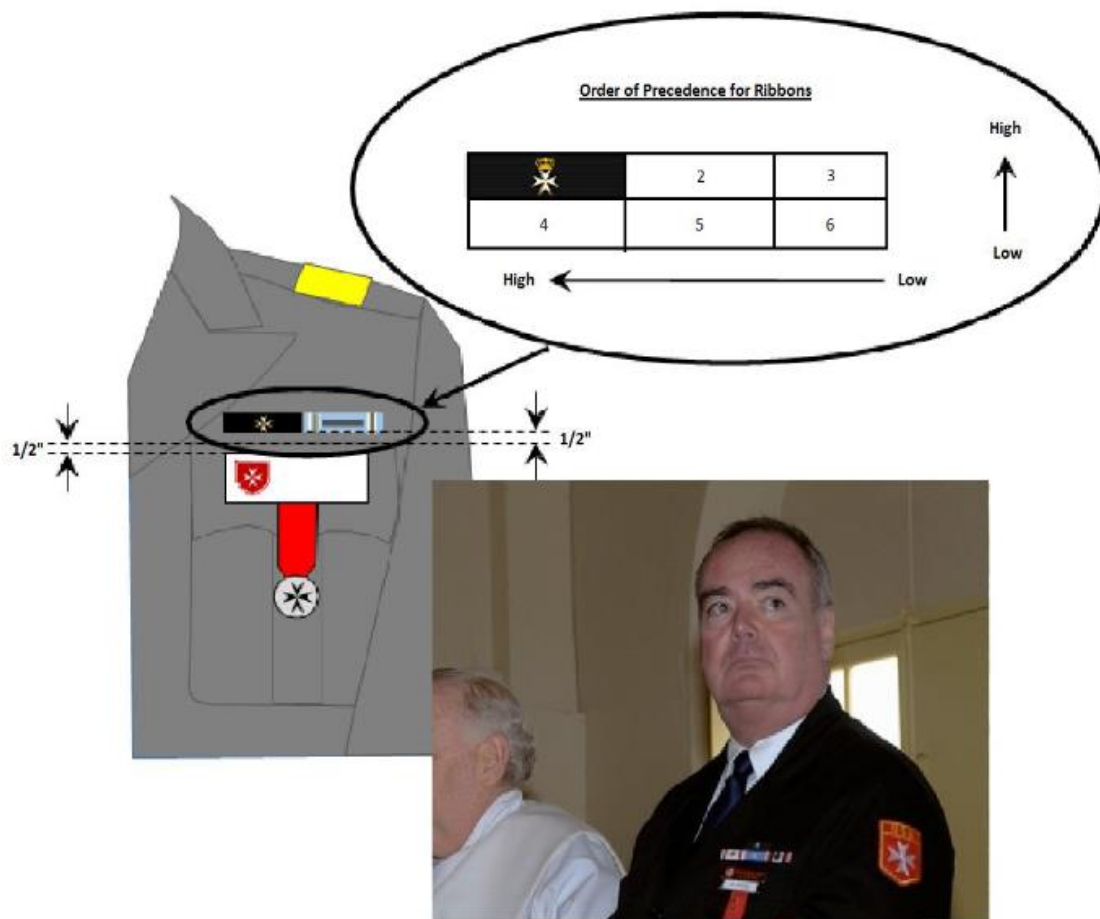 Order of Precedence for Ribbons
High
2 3
4 5 6
Low
High Low
1/2"
1/2"